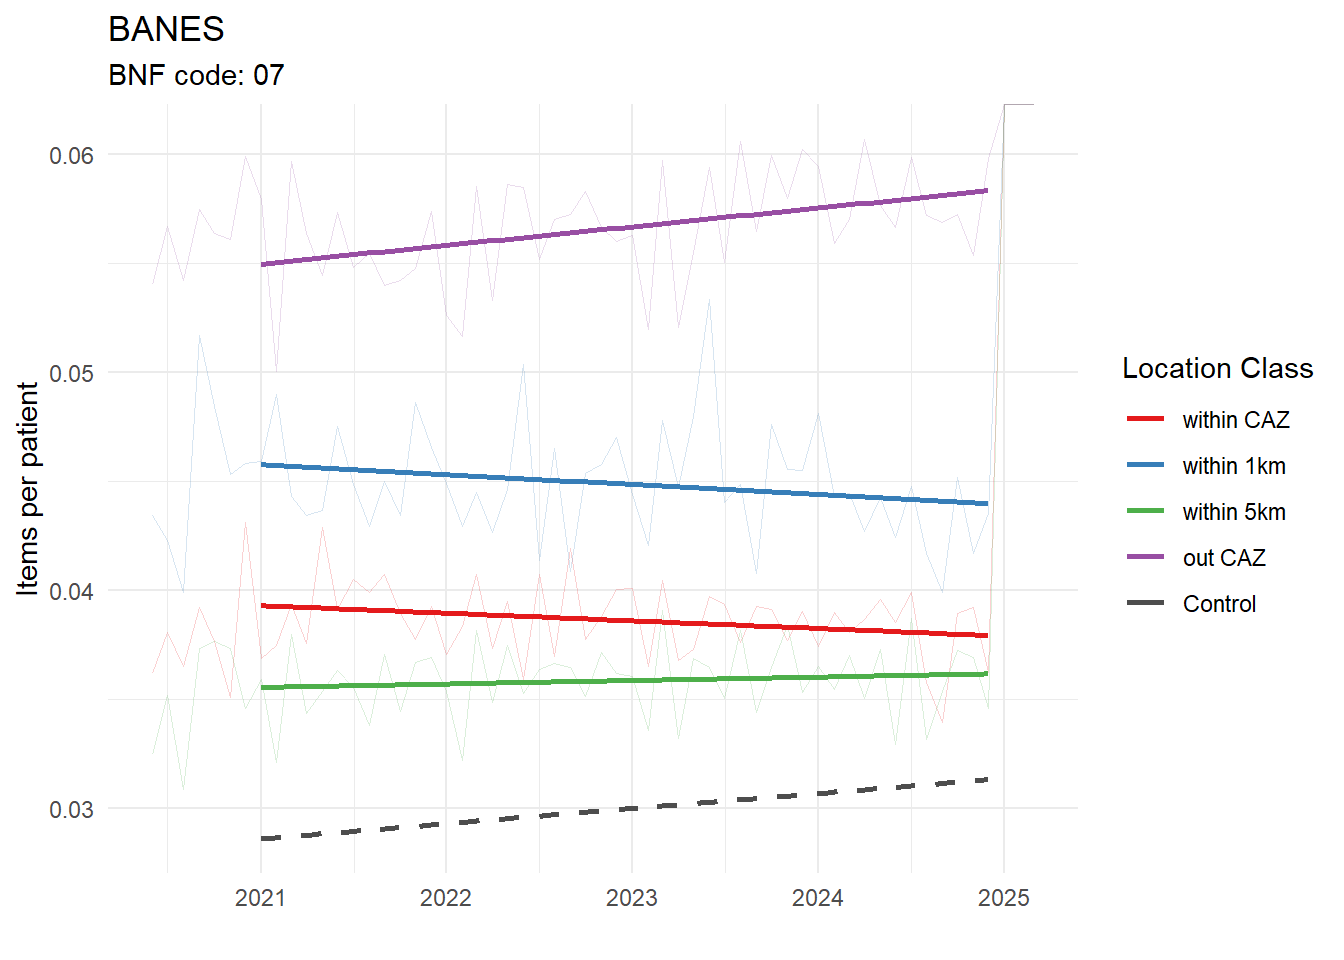 BANES
BNF code: 07
Items per patient
0.06
0.05
0.04
0.03
2021
2022
2023
2024
2025
Location Class
within CAZ
within 1km
within 5km
out CAZ
Control